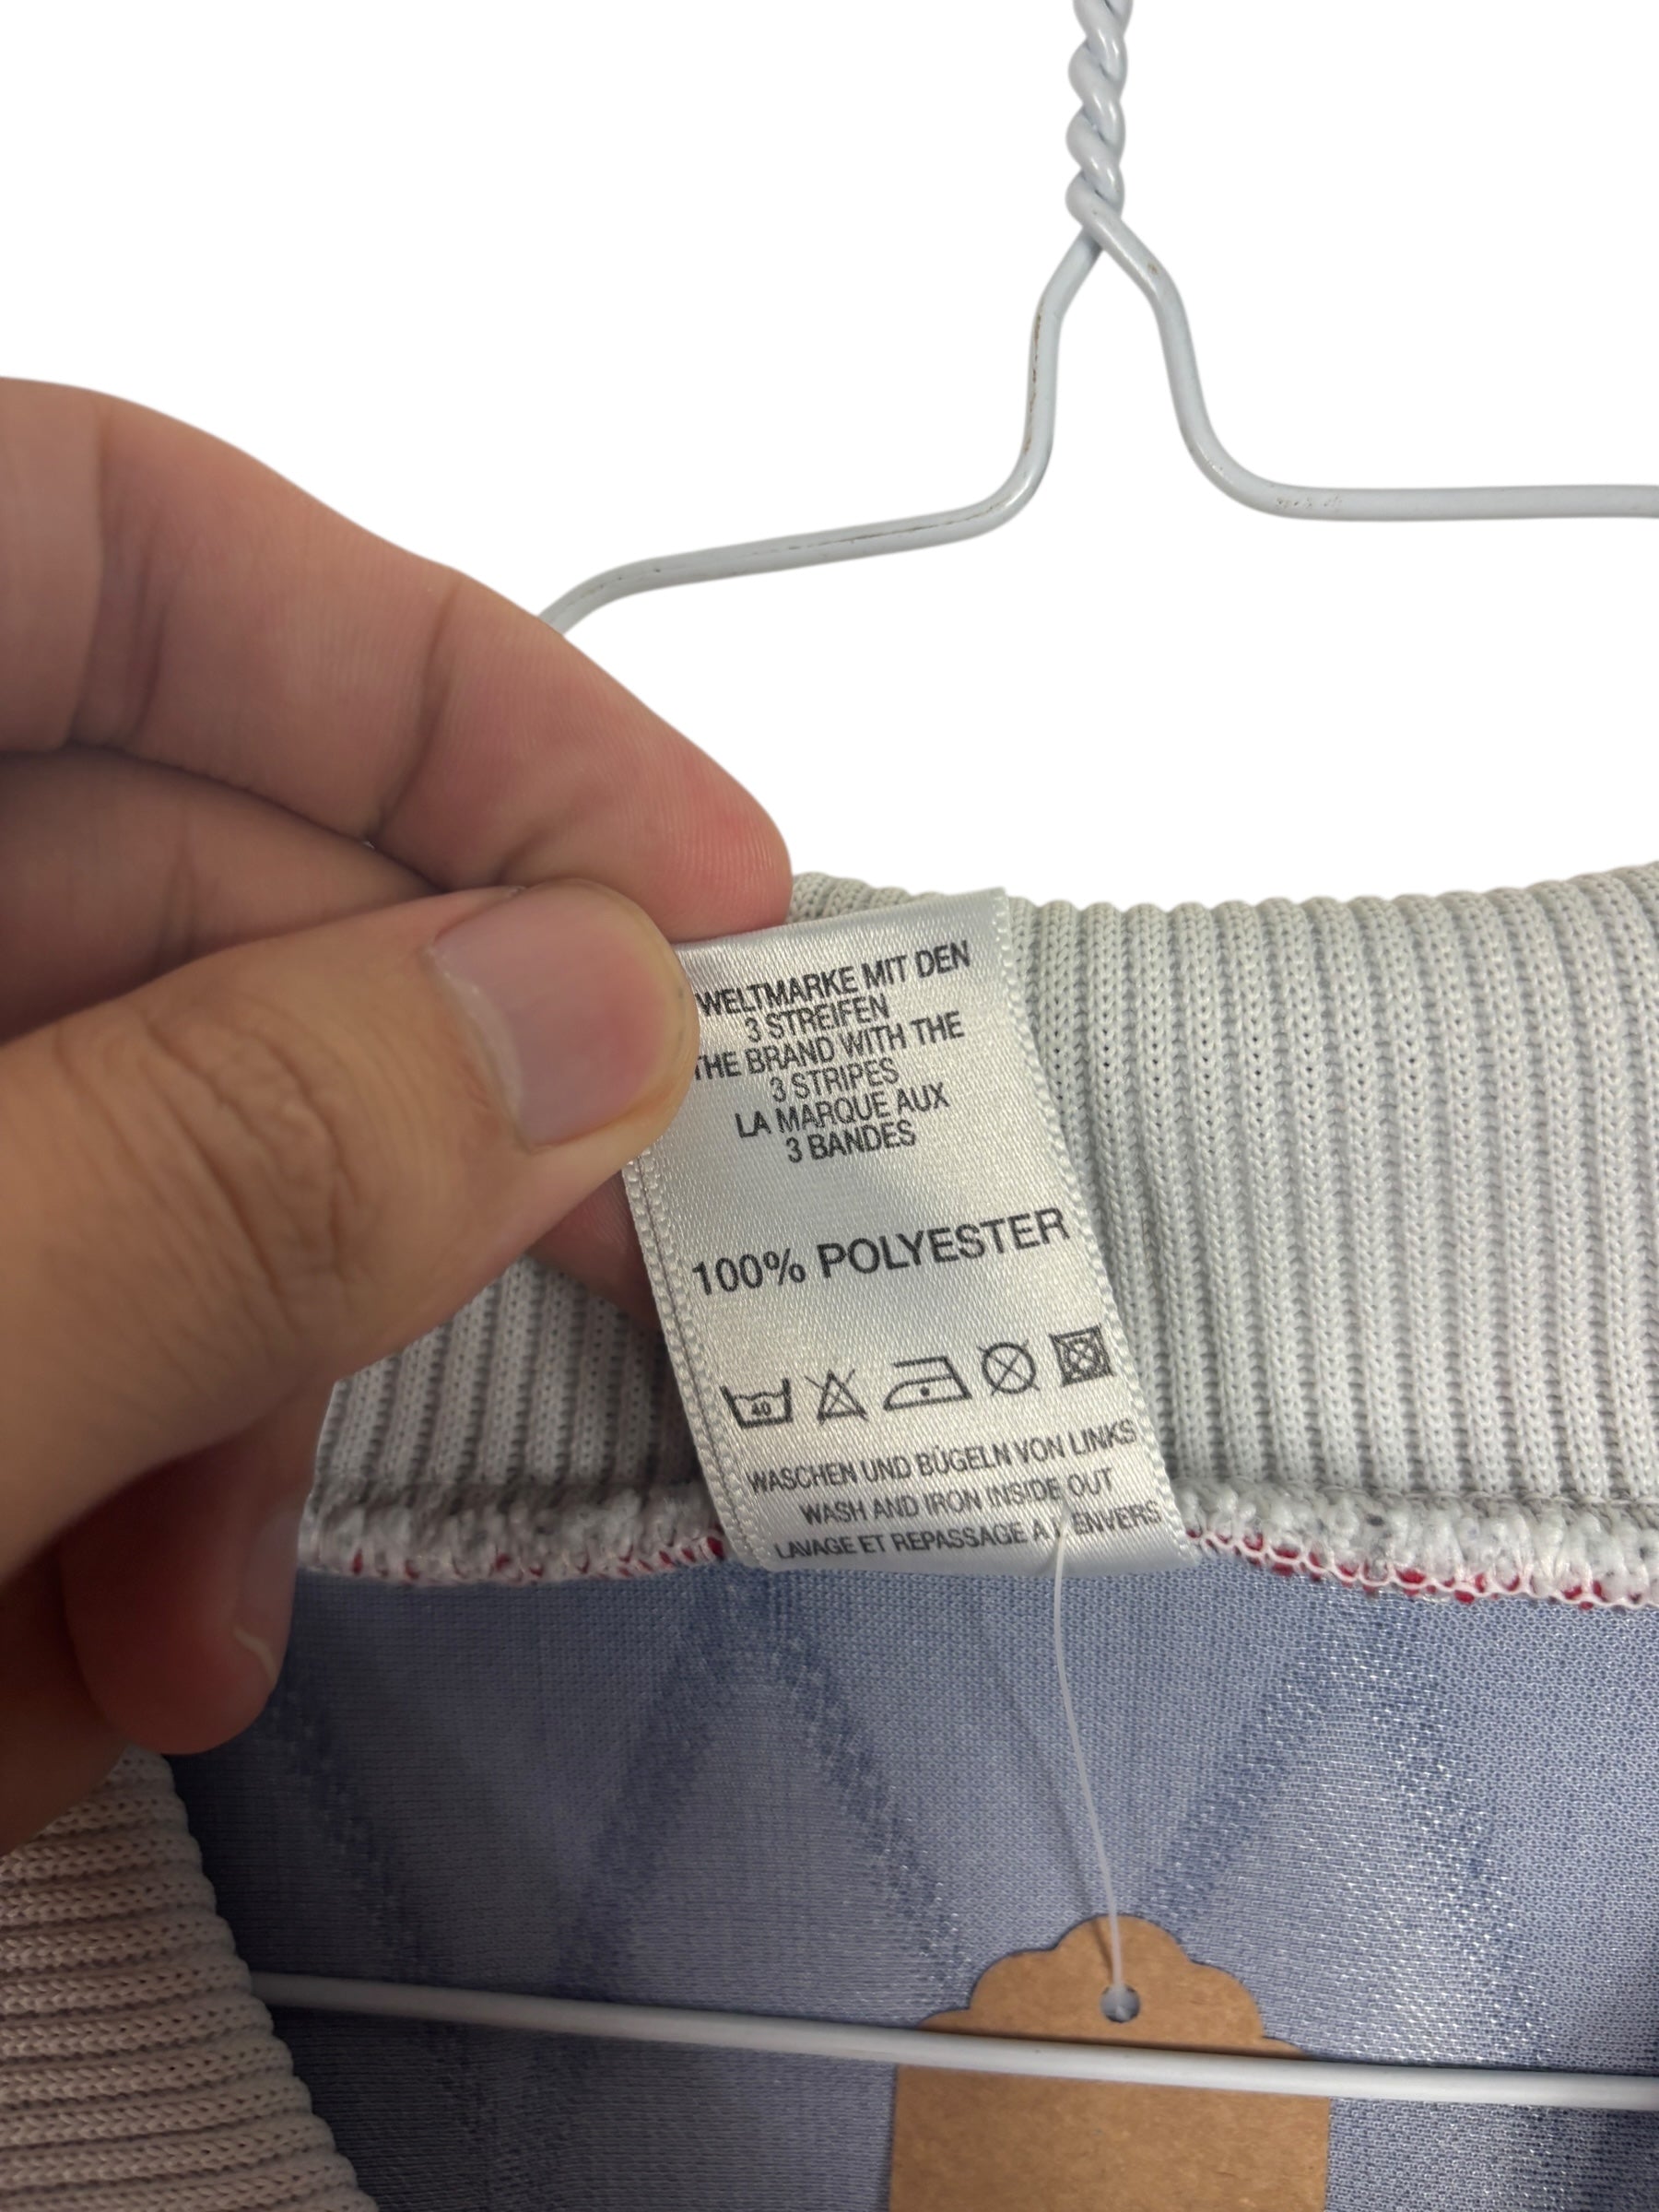 WELTMARKE MIT DEN
3 STREIFEN
THE BRAND WITH THE
3 STRIPES
LA MARQUE AUX
3 BANDES
100% POLYESTER
40
WASCHEN UND BÜGELN VON LINKS
WASH AND IRON INSIDE OUT
LAVAGE ET REPASSAGE A L'ENVERS